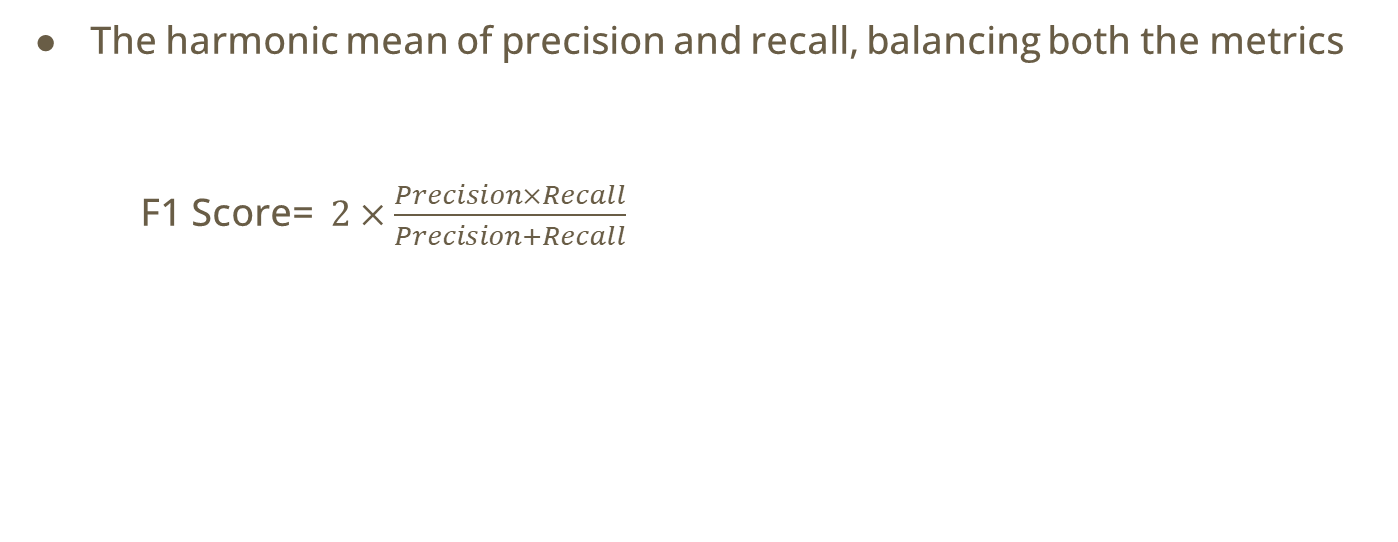 ● The harmonic mean of precision and recall, balancing both the metrics
F1 Score= 2 × Precision×Recall / Precision+Recall